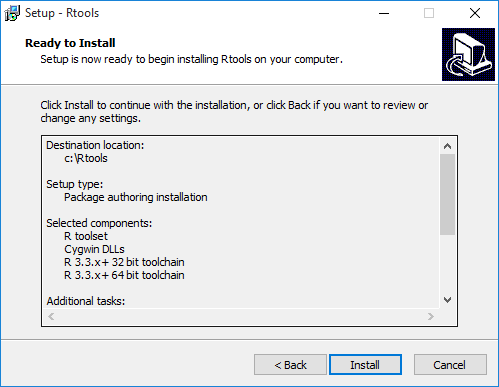 Setup - Rtools
Ready to Install
Setup is now ready to begin installing Rtools on your computer.
Click Install to continue with the installation, or click Back if you want to review or
change any settings.
Destination location:
c:\Rtools
Setup type:
Package authoring installation
Selected components:
R toolset
Cygwin DLLs
R 3.3.x+ 32 bit toolchain
R 3.3.x+ 64 bit toolchain
Additional tasks:
< Back
Install
Cancel